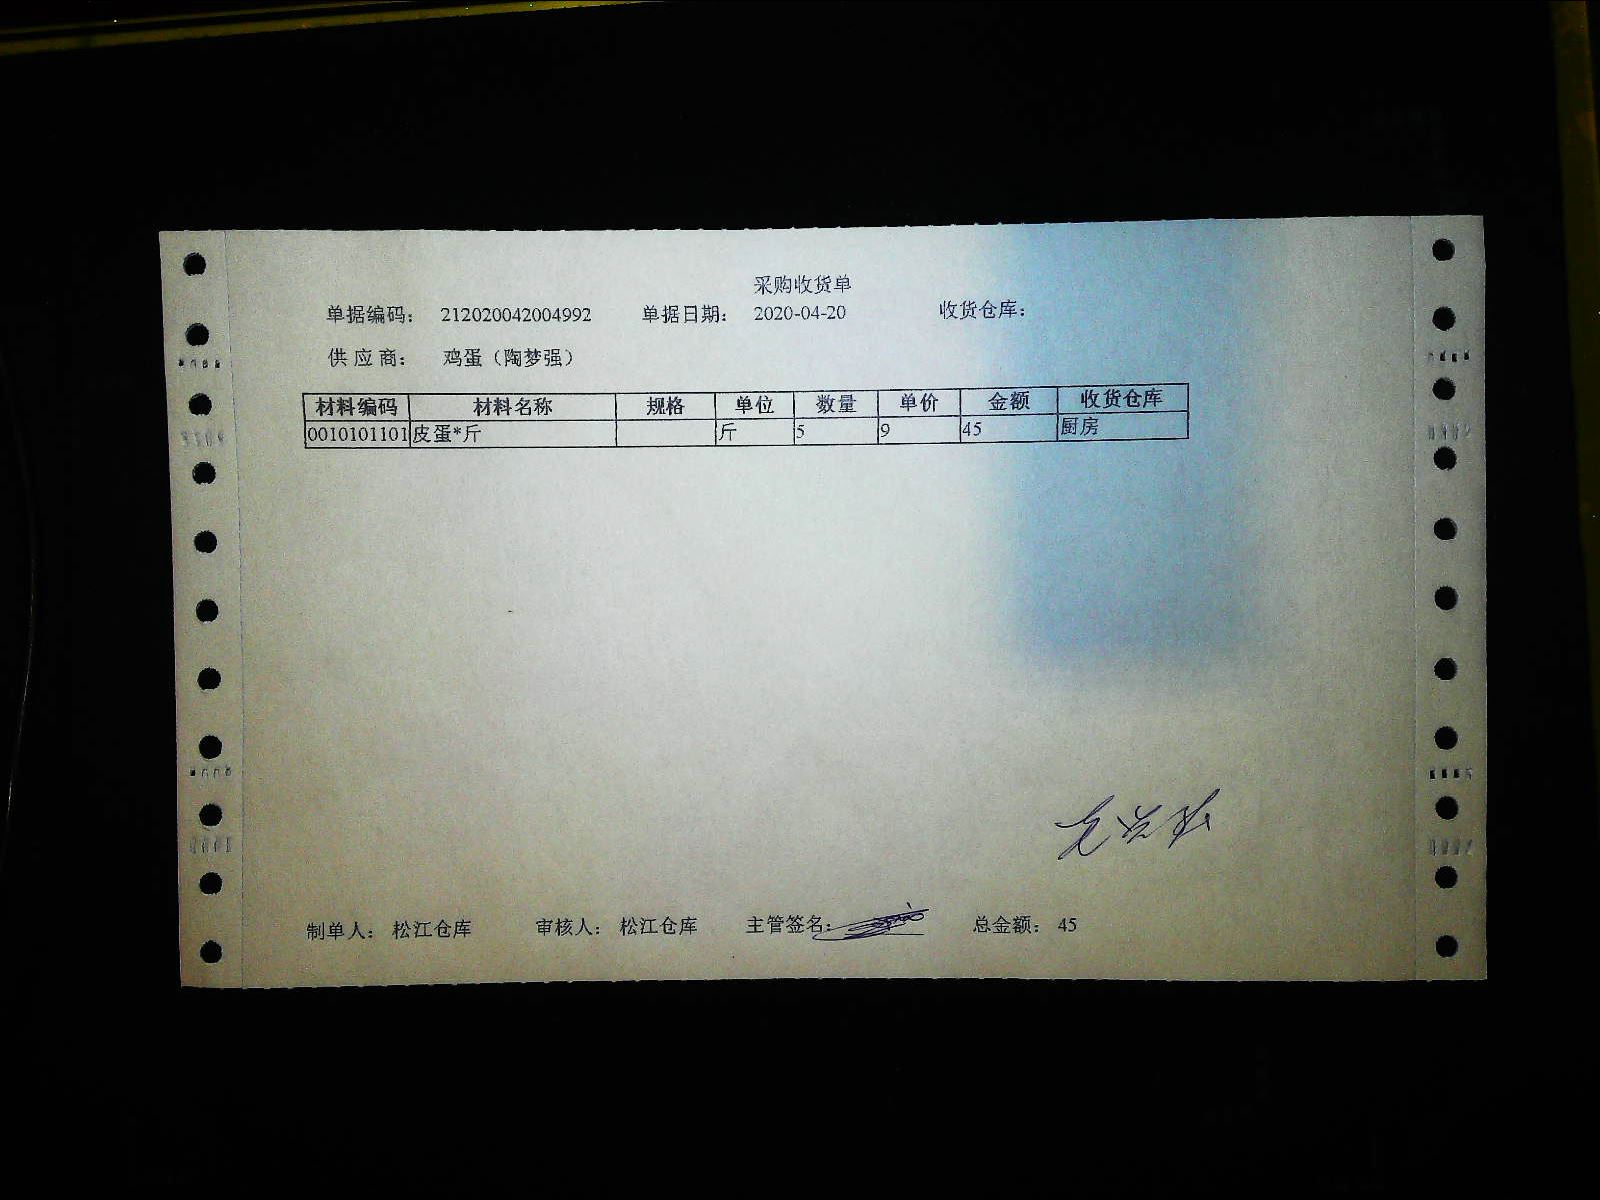 采购收货单
单据编码: 212020042004992 单据日期: 2020-04-20 收货仓库:
供应商: 鸡蛋（陶梦强）
材料编码 材料名称 规格 单位 数量 单价 金额 收货仓库
0010101101 皮蛋*斤 斤 5 9 45 厨房
制单人: 松江仓库 审核人: 松江仓库 主管签名: 总金额: 45